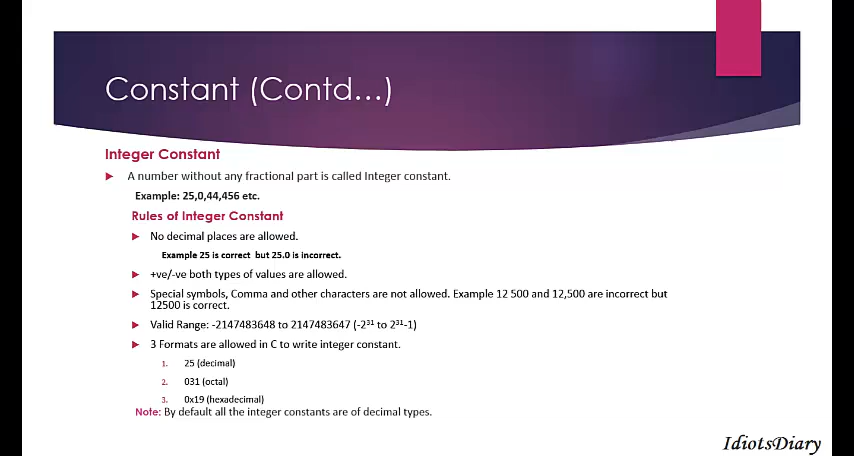 Constant (Contd...)
Integer Constant
A number without any fractional part is called Integer constant.
Example: 25,0,44,456 etc.
Rules of Integer Constant
No decimal places are allowed.
Example 25 is correct but 25.0 is incorrect.
+ve/-ve both types of values are allowed.
Special symbols, Comma and other characters are not allowed. Example 12 500 and 12,500 are incorrect but
12500 is correct.
Valid Range: -2147483648 to 2147483647 (-2³¹ to 2³¹-1)
3 Formats are allowed in C to write integer constant.
1. 25 (decimal)
2. 031 (octal)
3. 0x19 (hexadecimal)
Note: By default all the integer constants are of decimal types.
IdiotsDiary